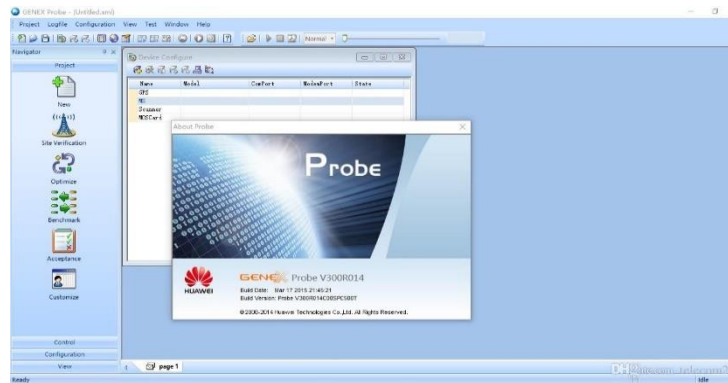 GENEX Probe - (Untitled.anv)
Project Logfile Configuration View Test Window Help
Normal
Navigator
Project
New
Site Verification
Optimize
Benchmark
Acceptance
Customize
Control
Configuration
View
Device Configure
Name Model ComPort ModemPort State
GPS
MS
Scanner
MOSCard
About Probe
Probe
HUAWEI
GENEX Probe V300R014
Build Date: Mar 17 2015 21:45:21
Build Version: Probe V300R014C00SPC500T
© 2000-2014 Huawei Technologies Co.,Ltd. All Rights Reserved.
page 1
Ready
Idle